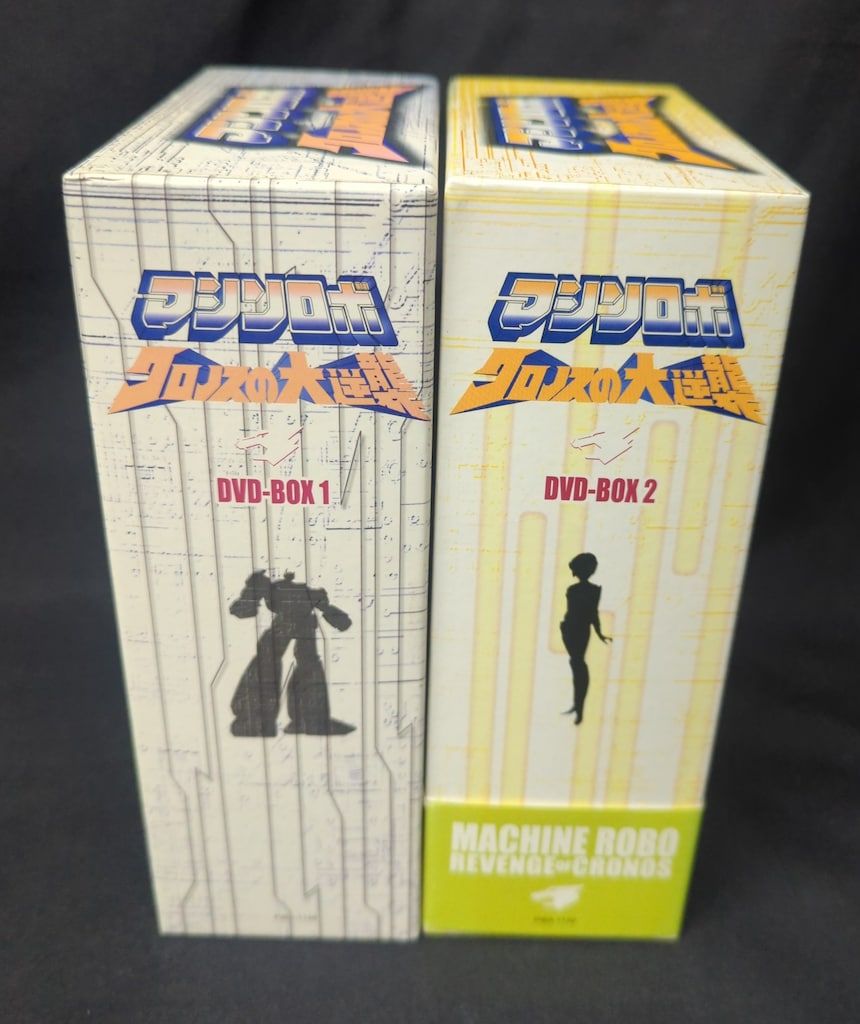 マシンロボ
クロノスの大逆襲
DVD-BOX 1
マシンロボ
クロノスの大逆襲
DVD-BOX 2
MACHINE ROBO
REVENGE OF CRONOS